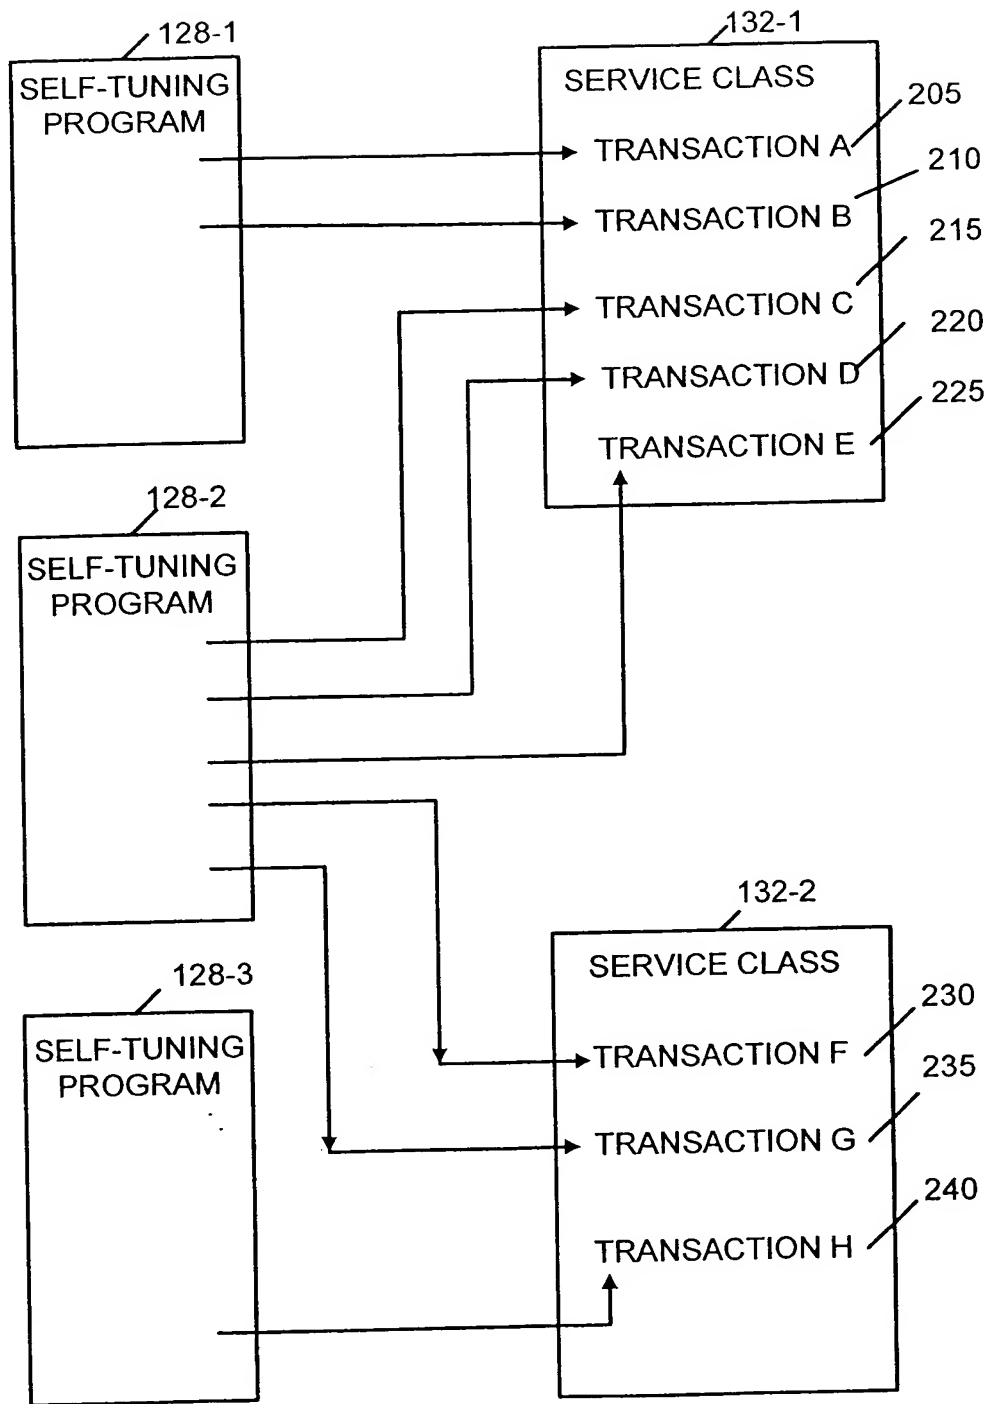 128-1
SELF-TUNING
PROGRAM
132-1
SERVICE CLASS
TRANSACTION A
205
TRANSACTION B
210
TRANSACTION C
215
TRANSACTION D
220
TRANSACTION E
225
128-2
SELF-TUNING
PROGRAM
132-2
SERVICE CLASS
TRANSACTION F
230
TRANSACTION G
235
TRANSACTION H
240
128-3
SELF-TUNING
PROGRAM